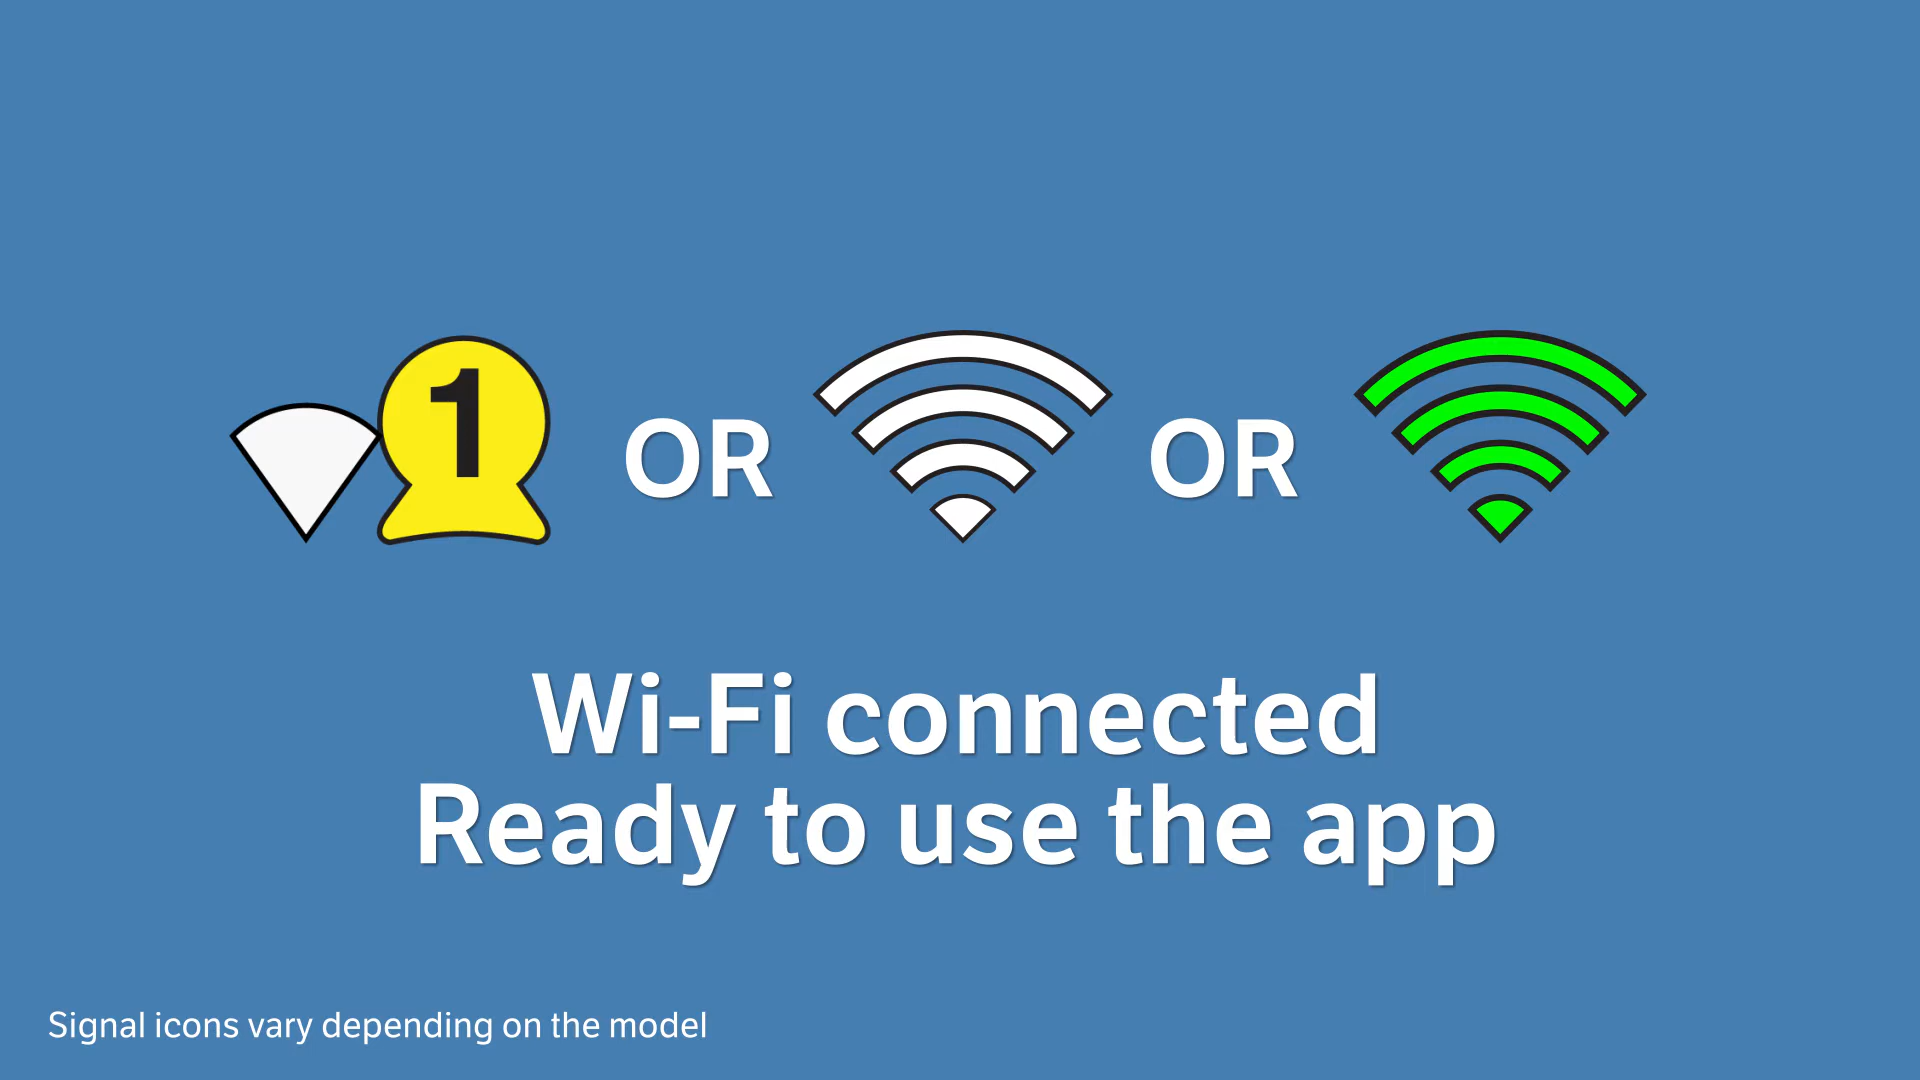 1 OR OR
Wi-Fi connected
Ready to use the app
Signal icons vary depending on the model